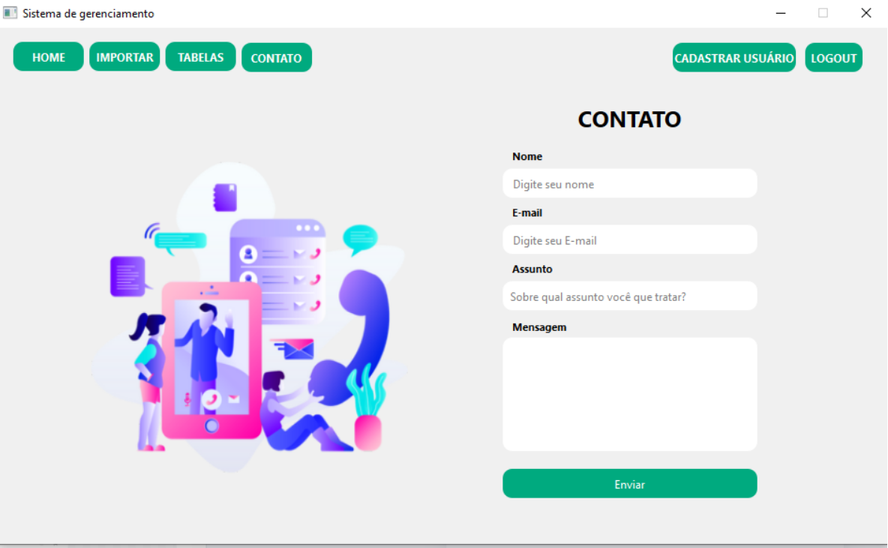 Sistema de gerenciamento
HOME IMPORTAR TABELAS CONTATO CADASTRAR USUÁRIO LOGOUT
CONTATO
Nome
Digite seu nome
E-mail
Digite seu E-mail
Assunto
Sobre qual assunto você que tratar?
Mensagem
Enviar